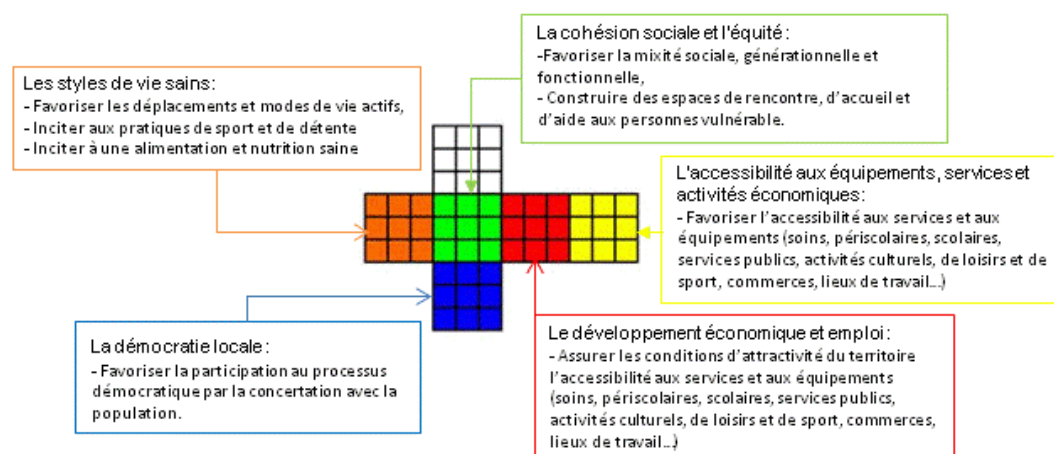 La cohésion sociale et l'équité :
-Favoriser la mixité sociale, générationnelle et
fonctionnelle,
- Construire des espaces de rencontre, d'accueil et
d'aide aux personnes vulnérable.
Les styles de vie sains:
- Favoriser les déplacements et modes de vie actifs,
- Inciter aux pratiques de sport et de détente
- Inciter à une alimentation et nutrition saine
L'accessibilité aux équipements, services et
activités économiques:
- Favoriser l'accessibilité aux services et aux
équipements (soins, périscolaires, scolaires,
services publics, activités culturels, de loisirs et de
sport, commerces, lieux de travail...)
La démocratie locale :
- Favoriser la participation au processus
démocratique par la concertation avec la
population.
Le développement économique et emploi :
- Assurer les conditions d'attractivité du territoire
l'accessibilité aux services et aux équipements
(soins, périscolaires, scolaires, services publics,
activités culturels, de loisirs et de sport, commerces,
lieux de travail...)